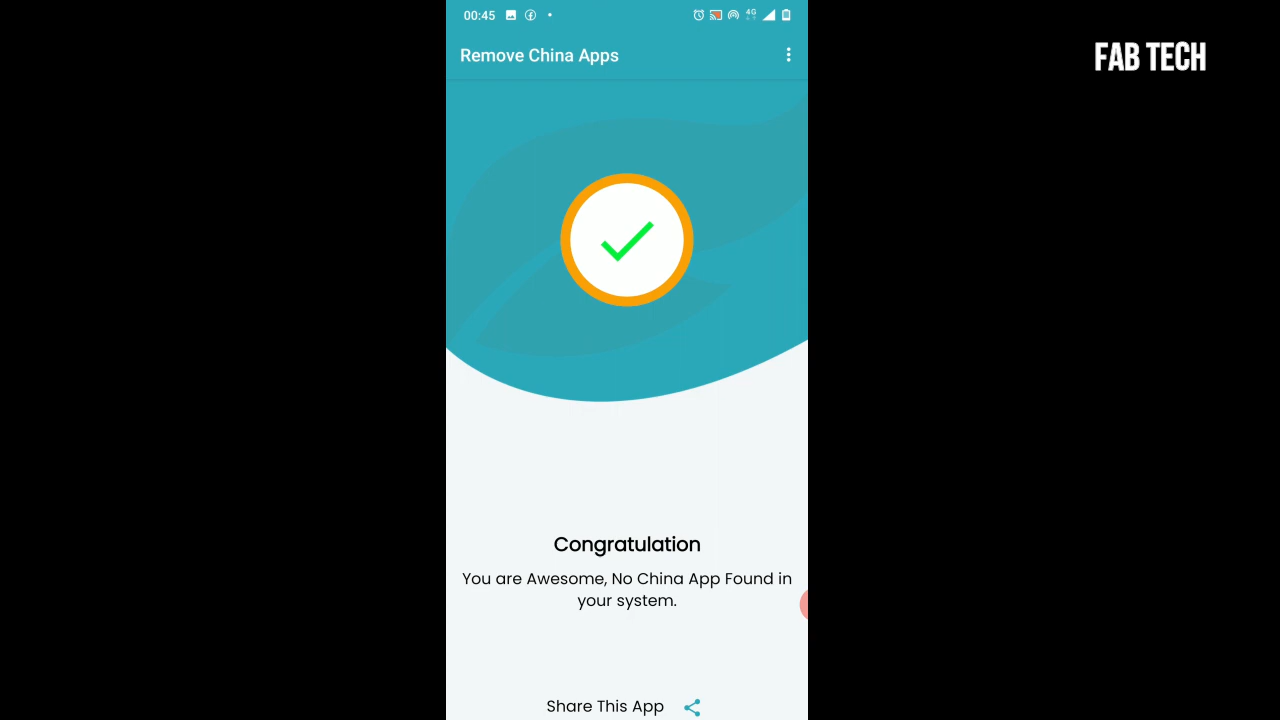 00:45
4G
FAB TECH
Remove China Apps
Congratulation
You are Awesome, No China App Found in
your system.
Share This App